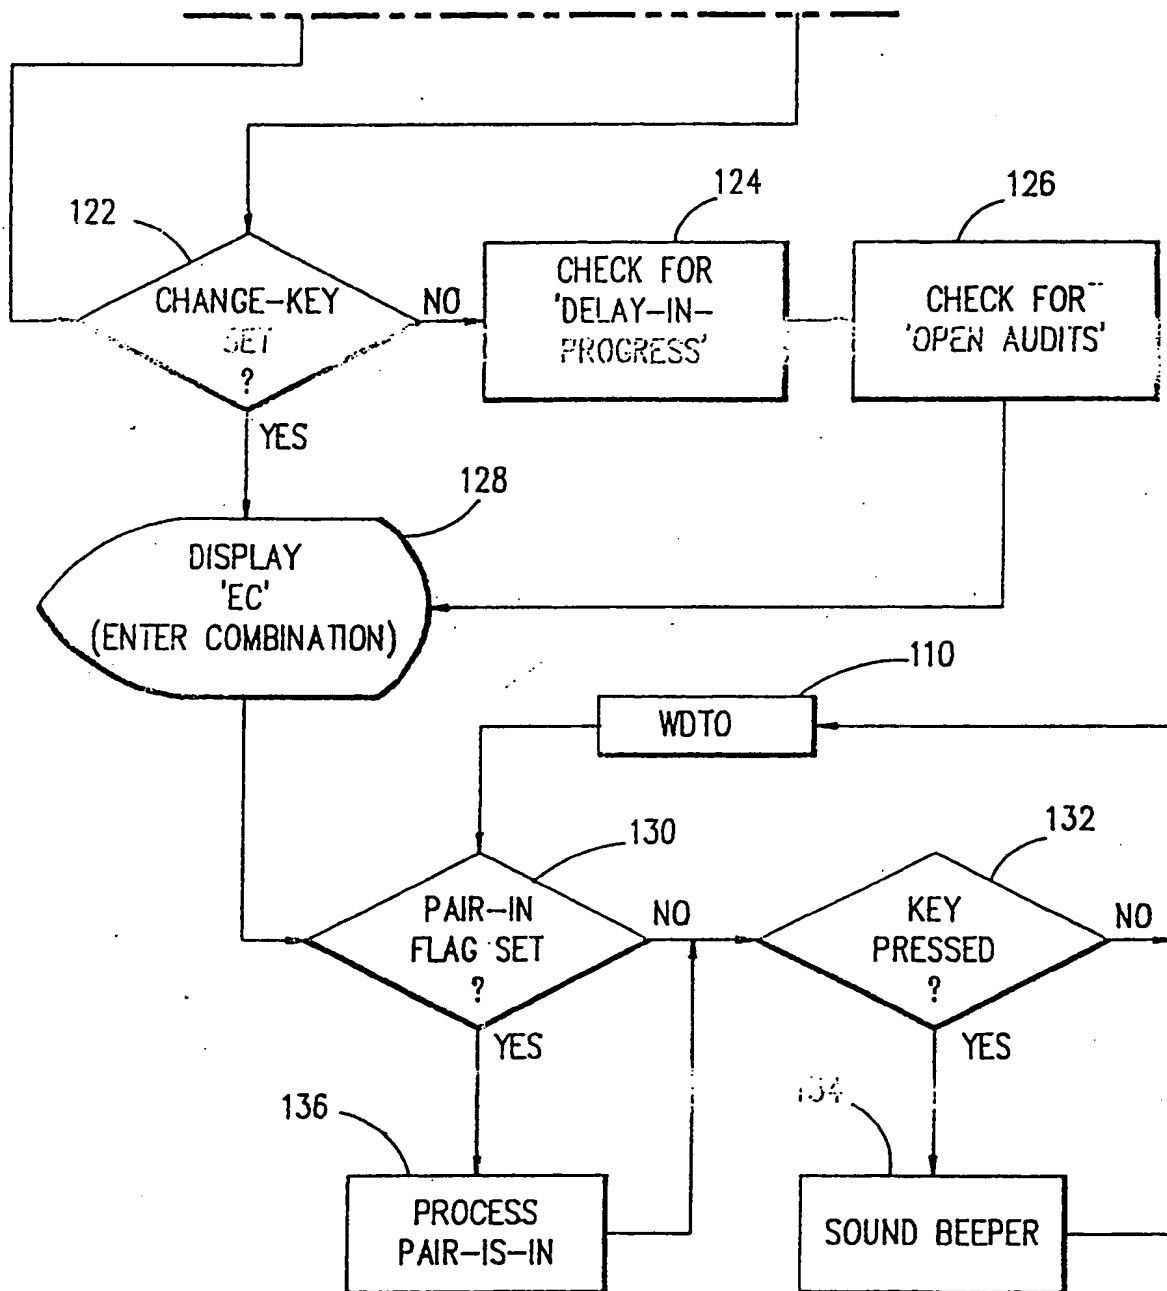 124
126
122
CHANGE-KEY
SET
?
NO
CHECK FOR
'DELAY-IN-
PROGRESS'
CHECK FOR
'OPEN AUDITS'
YES
128
DISPLAY
'EC'
(ENTER COMBINATION)
110
WDTO
130
132
PAIR-IN
FLAG SET
?
NO
KEY
PRESSED
?
NO
YES
YES
136
134
PROCESS
PAIR-IS-IN
SOUND BEEPER